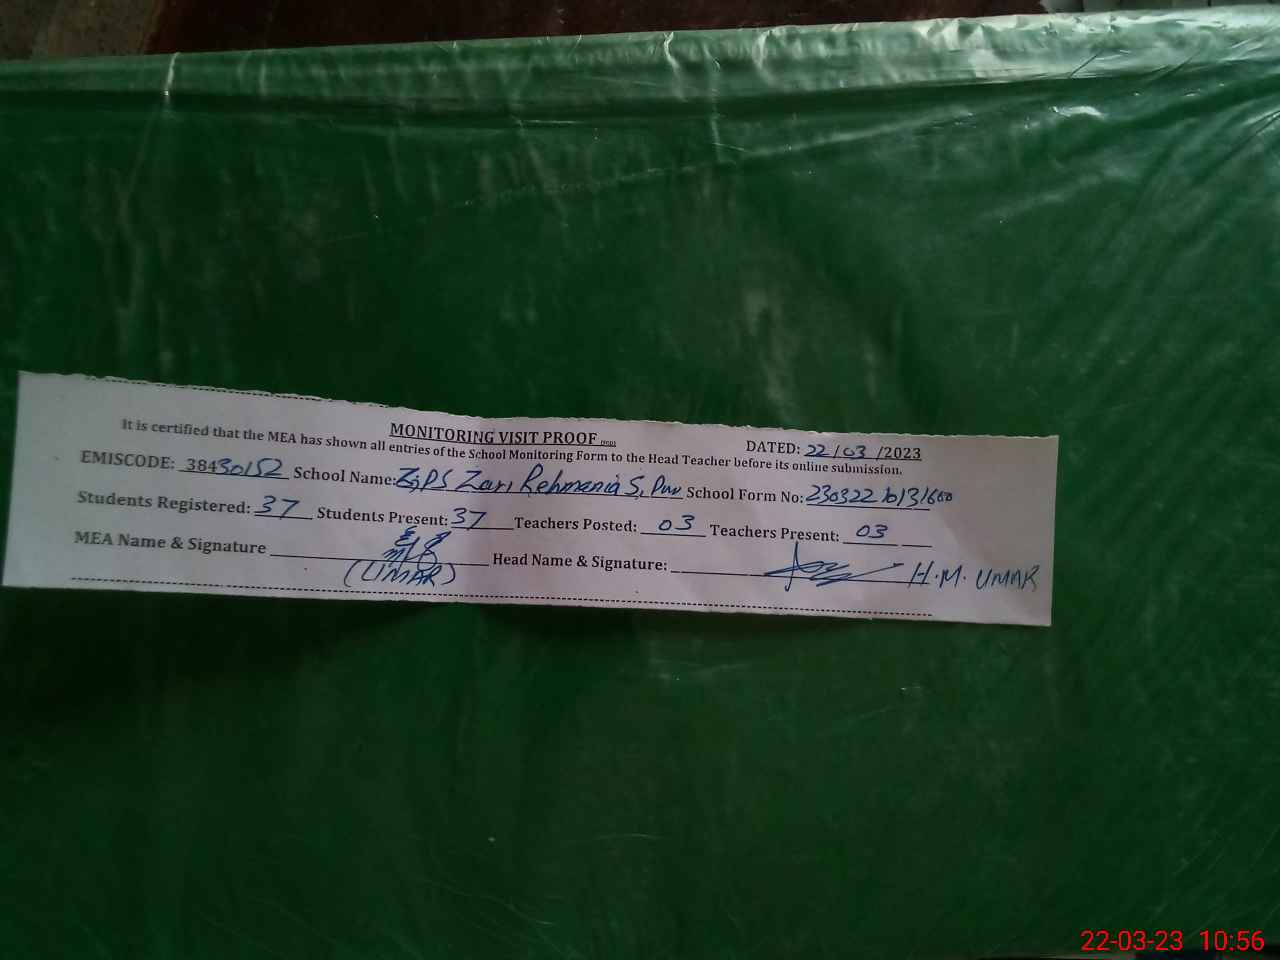 MONITORING VISIT PROOF
DATED: 22/03/2023
It is certified that the MEA has shown all entries of the School Monitoring Form to the Head Teacher before its online submission.
EMISCODE: 38430152 School Name: Zari Rehmania S, Pur School Form No:
Students Registered: 37 Students Present: 37 Teachers Posted: 03 Teachers Present: 03
MEA Name & Signature Head Name & Signature: H.M. UMAR
(UMAR)
22-03-23 10:56